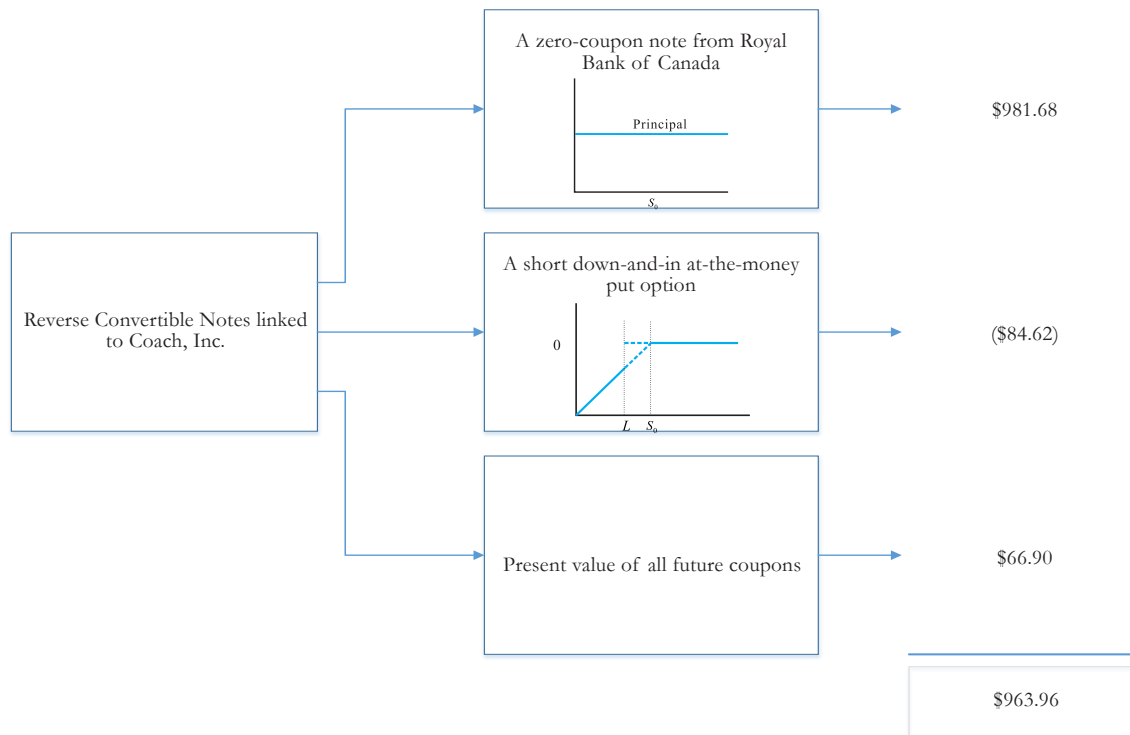 A zero-coupon note from Royal
Bank of Canada
Principal
S₀
$981.68
Reverse Convertible Notes linked
to Coach, Inc.
A short down-and-in at-the-money
put option
0
L S₀
($84.62)
Present value of all future coupons
$66.90
$963.96